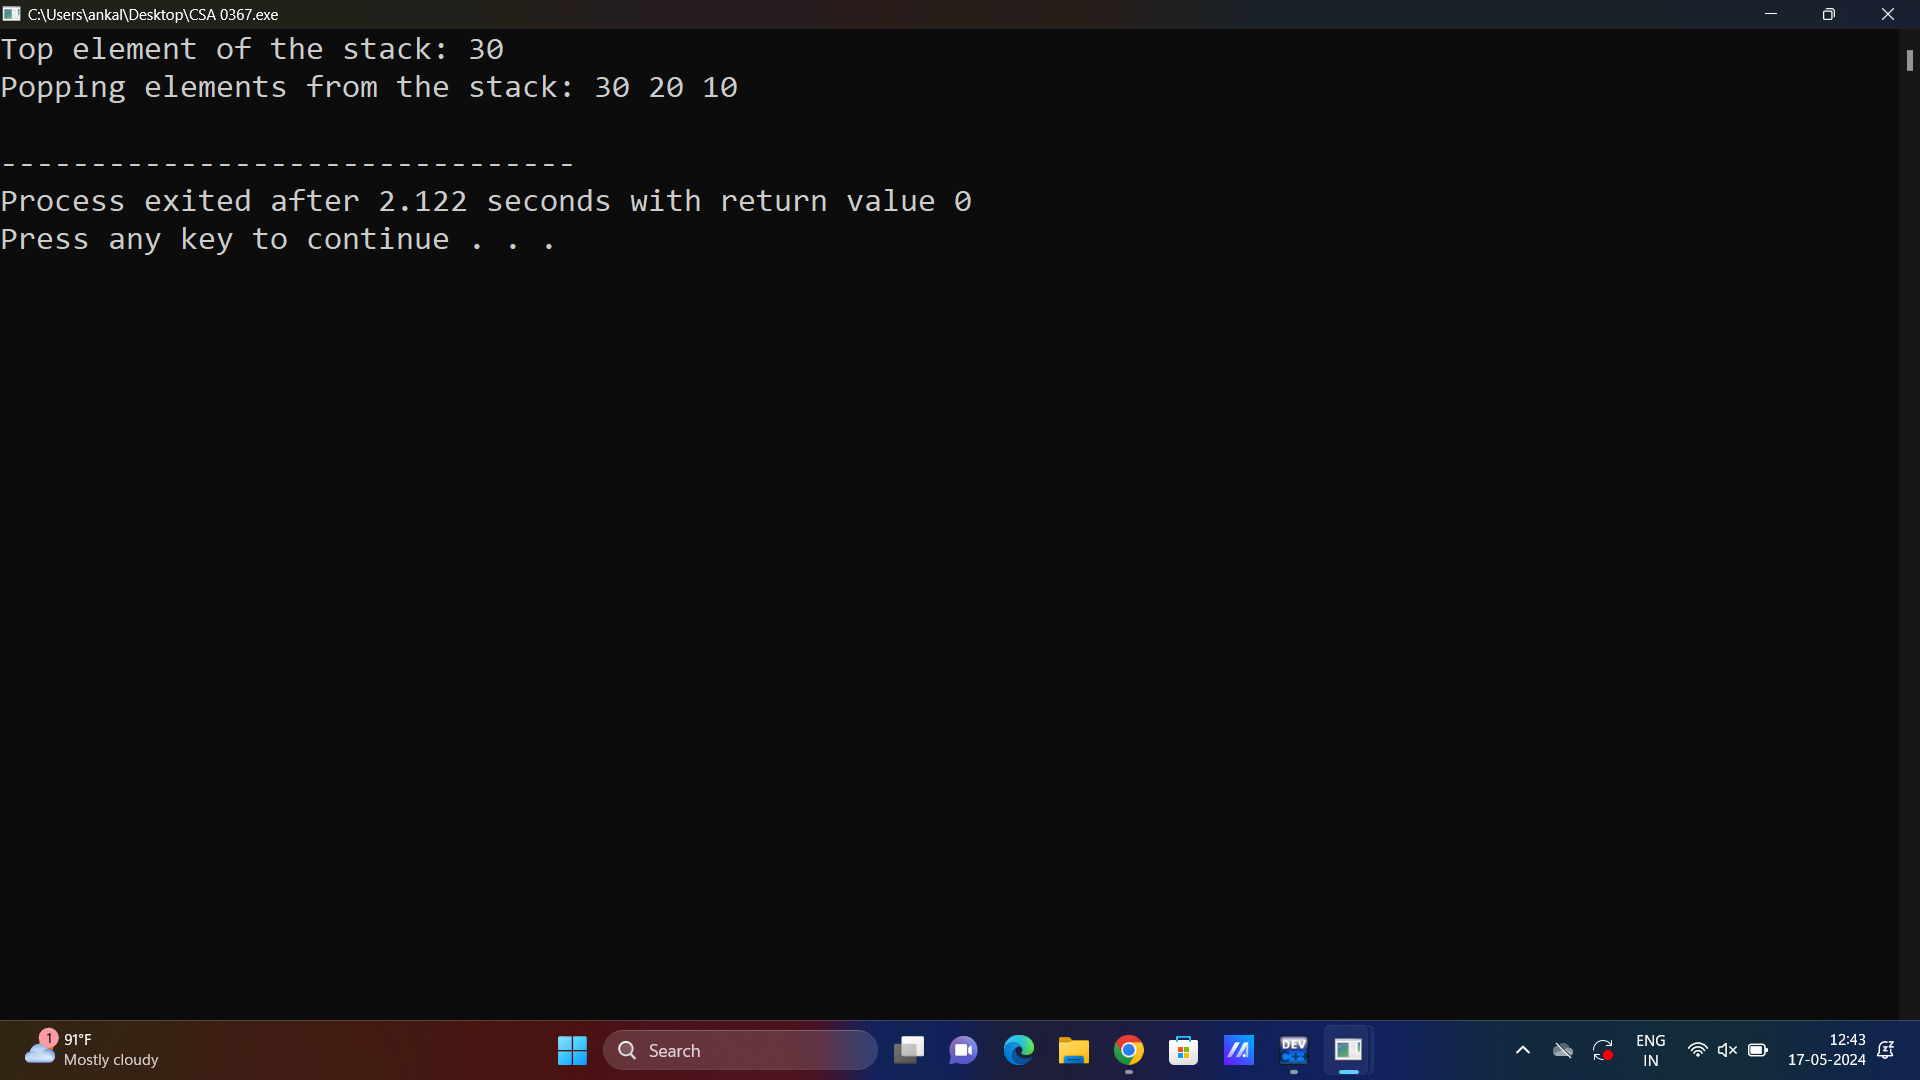 C:\Users\ankal\Desktop\CSA 0367.exe
Top element of the stack: 30
Popping elements from the stack: 30 20 10
--------------------------------
Process exited after 2.122 seconds with return value 0
Press any key to continue . . .
1
91°F
Mostly cloudy
Search
DEV
C++
ENG
IN
12:43
17-05-2024